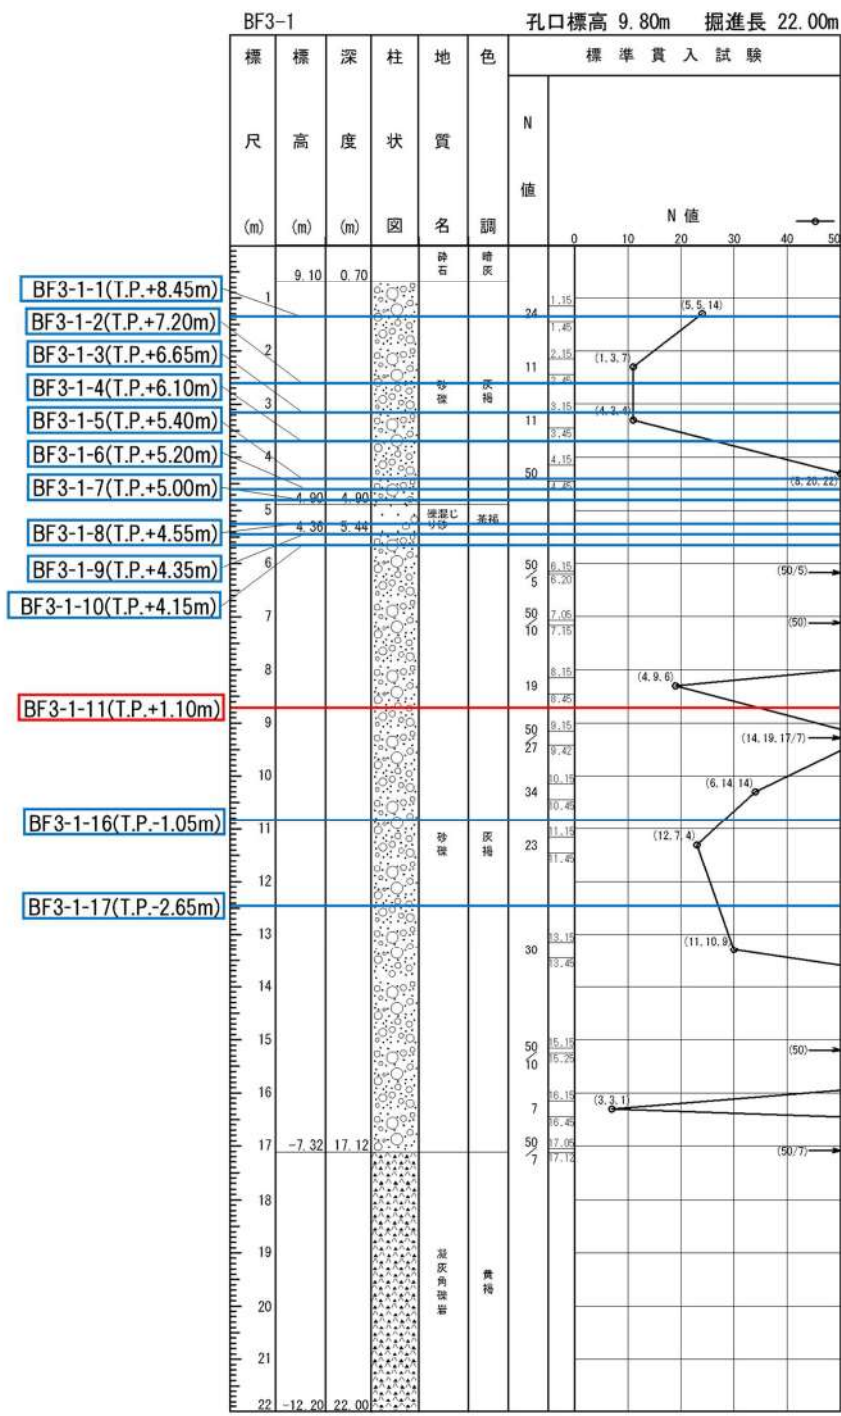 BF3-1 孔口標高 9.80m 掘進長 22.00m
標尺(m) 標高(m) 深度(m) 柱状図 地質名 色調 標準貫入試験
N値 N 値
0 10 20 30 40 50
砕石 暗灰
9.10 0.70
BF3-1-1(T.P.+8.45m)
1 24 1.15 1.45 (5,5,14)
BF3-1-2(T.P.+7.20m)
2 11 2.15 2.45 (1,3,7)
BF3-1-3(T.P.+6.65m)
砂礫 灰褐
BF3-1-4(T.P.+6.10m)
3 11 3.15 3.45 (4,3,4)
BF3-1-5(T.P.+5.40m)
BF3-1-6(T.P.+5.20m)
4 50 4.15 4.45 (8,20,22)
BF3-1-7(T.P.+5.00m)
4.90 4.90
5 礫混じり砂 茶褐
BF3-1-8(T.P.+4.55m)
4.36 5.44
BF3-1-9(T.P.+4.35m)
6 50/5 6.15 6.20 (50/5)
BF3-1-10(T.P.+4.15m)
7 50/10 7.05 7.15 (50)
8 19 8.15 8.45 (4,9,6)
BF3-1-11(T.P.+1.10m)
9 50/27 9.15 9.42 (14,19,17/7)
10 34 10.15 10.45 (6,14,14)
BF3-1-16(T.P.-1.05m)
11 砂礫 灰褐 23 11.15 11.45 (12,7,4)
12
BF3-1-17(T.P.-2.65m)
13 30 13.15 13.45 (11,10,9)
14
15 50/10 15.15 15.25 (50)
16 7 16.15 16.45 (3,3,1)
17 -7.32 17.12 50/7 17.05 17.12 (50/7)
18
19 凝灰角礫岩 黄褐
20
21
22 -12.20 22.00